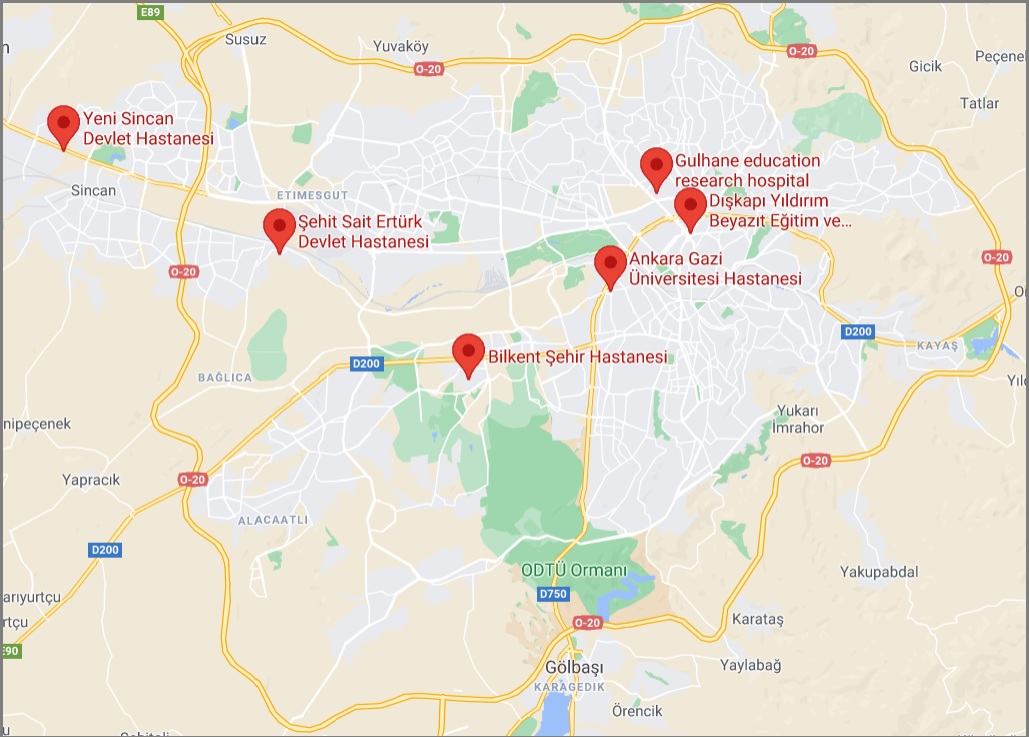 E89
Susuz
Yuvaköy
O-20
O-20
Gicik
Peçene
Tatlar
Yeni Sincan
Devlet Hastanesi
Sincan
ETIMESGUT
Gulhane education
research hospital
Dışkapı Yıldırım
Beyazıt Eğitim ve...
Şehit Sait Ertürk
Devlet Hastanesi
Ankara Gazi
Üniversitesi Hastanesi
O-20
O-20
D200
KAYAŞ
Bilkent Şehir Hastanesi
D200
BAĞLICA
nipeçenek
Yukarı
İmrahor
O-20
Yapracık
O-20
ALACAATLI
D200
ODTÜ Ormanı
Yakupabdal
D750
arıyurtçu
rtçu
O-20
Karataş
E90
Gölbaşı
KARAGEDIK
Yaylabağ
Örencik